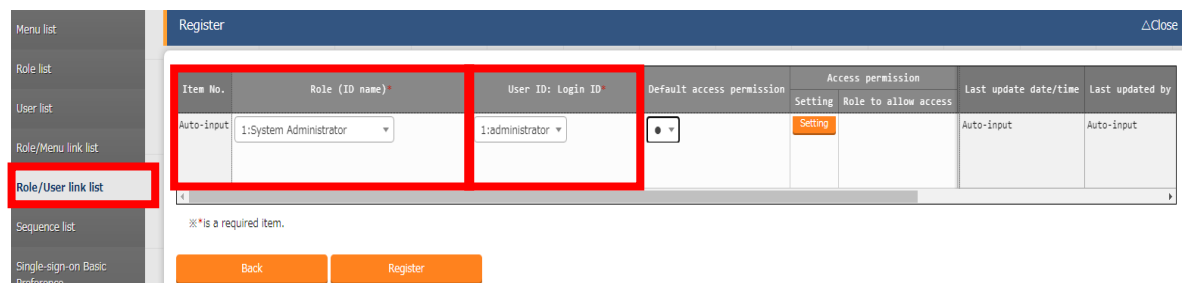 Menu list
Role list
User list
Role/Menu link list
Role/User link list
Sequence list
Single-sign-on Basic
Preference
Register
△Close
Item No.
Role (ID name)*
User ID: Login ID*
Default access permission
Access permission
Setting
Role to allow access
Last update date/time
Last updated by
Auto-input
1:System Administrator
1:administrator
●
Setting
Auto-input
Auto-input
※*is a required item.
Back
Register